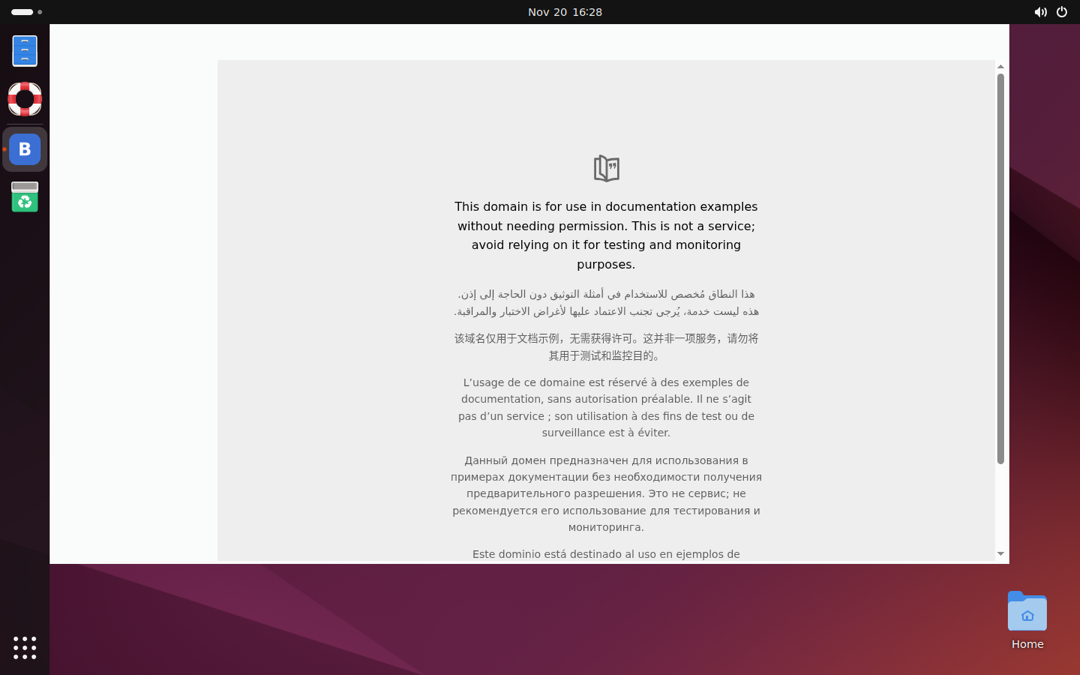 Nov 20 16:28
B
This domain is for use in documentation examples
without needing permission. This is not a service;
avoid relying on it for testing and monitoring
purposes.
هذا النطاق مُخصص للاستخدام في أمثلة التوثيق دون الحاجة إلى إذن.
هذه ليست خدمة، يُرجى تجنب الاعتماد عليها لأغراض الاختبار والمراقبة.
该域名仅用于文档示例，无需获得许可。这并非一项服务，请勿将
其用于测试和监控目的。
L’usage de ce domaine est réservé à des exemples de
documentation, sans autorisation préalable. Il ne s’agit
pas d’un service ; son utilisation à des fins de test ou de
surveillance est à éviter.
Данный домен предназначен для использования в
примерах документации без необходимости получения
предварительного разрешения. Это не сервис; не
рекомендуется его использование для тестирования и
мониторинга.
Este dominio está destinado al uso en ejemplos de
Home